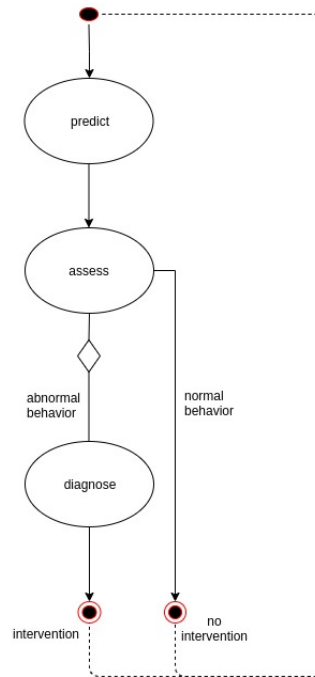 predict
assess
abnormal
behavior
normal
behavior
diagnose
intervention
no
intervention